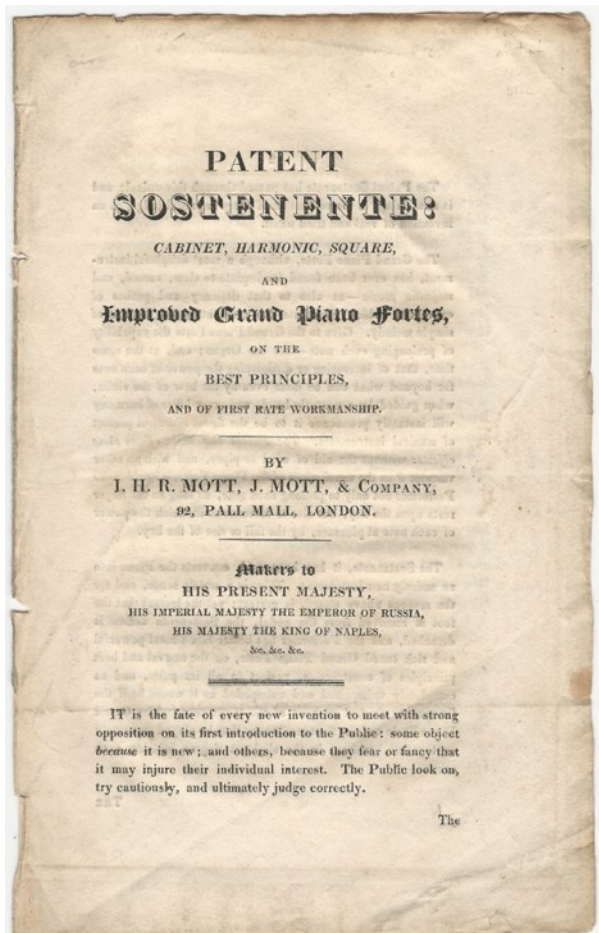 PATENT
SOSTENENTE:
CABINET, HARMONIC, SQUARE,
AND
Improved Grand Piano Fortes,
ON THE
BEST PRINCIPLES,
AND OF FIRST RATE WORKMANSHIP.
BY
I. H. R. MOTT, J. MOTT, & COMPANY,
92, PALL MALL, LONDON.
Makers to
HIS PRESENT MAJESTY,
HIS IMPERIAL MAJESTY THE EMPEROR OF RUSSIA,
HIS MAJESTY THE KING OF NAPLES,
&c. &c. &c.
IT is the fate of every new invention to meet with strong
opposition on its first introduction to the Public: some object
because it is new; and others, because they fear or fancy that
it may injure their individual interest. The Public look on,
try cautiously, and ultimately judge correctly.
The